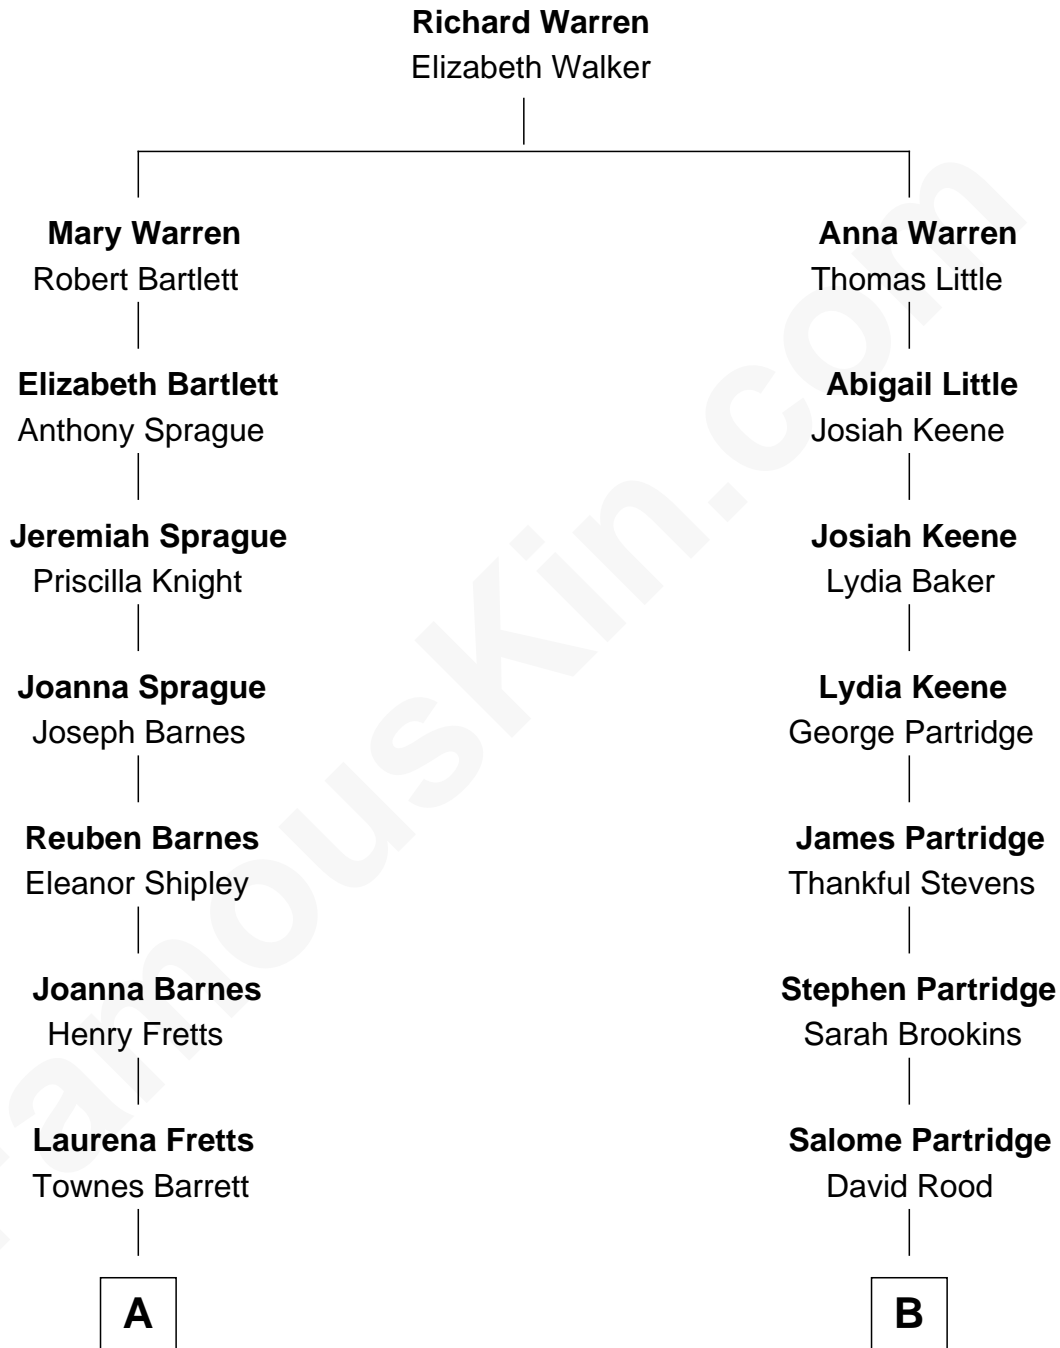 Richard Warren
Elizabeth Walker
Mary Warren
Robert Bartlett
Anna Warren
Thomas Little
Elizabeth Bartlett
Anthony Sprague
Abigail Little
Josiah Keene
Jeremiah Sprague
Priscilla Knight
Josiah Keene
Lydia Baker
Joanna Sprague
Joseph Barnes
Lydia Keene
George Partridge
Reuben Barnes
Eleanor Shipley
James Partridge
Thankful Stevens
Joanna Barnes
Henry Fretts
Stephen Partridge
Sarah Brookins
Laurena Fretts
Townes Barrett
Salome Partridge
David Rood
A
B
FamousKin.com